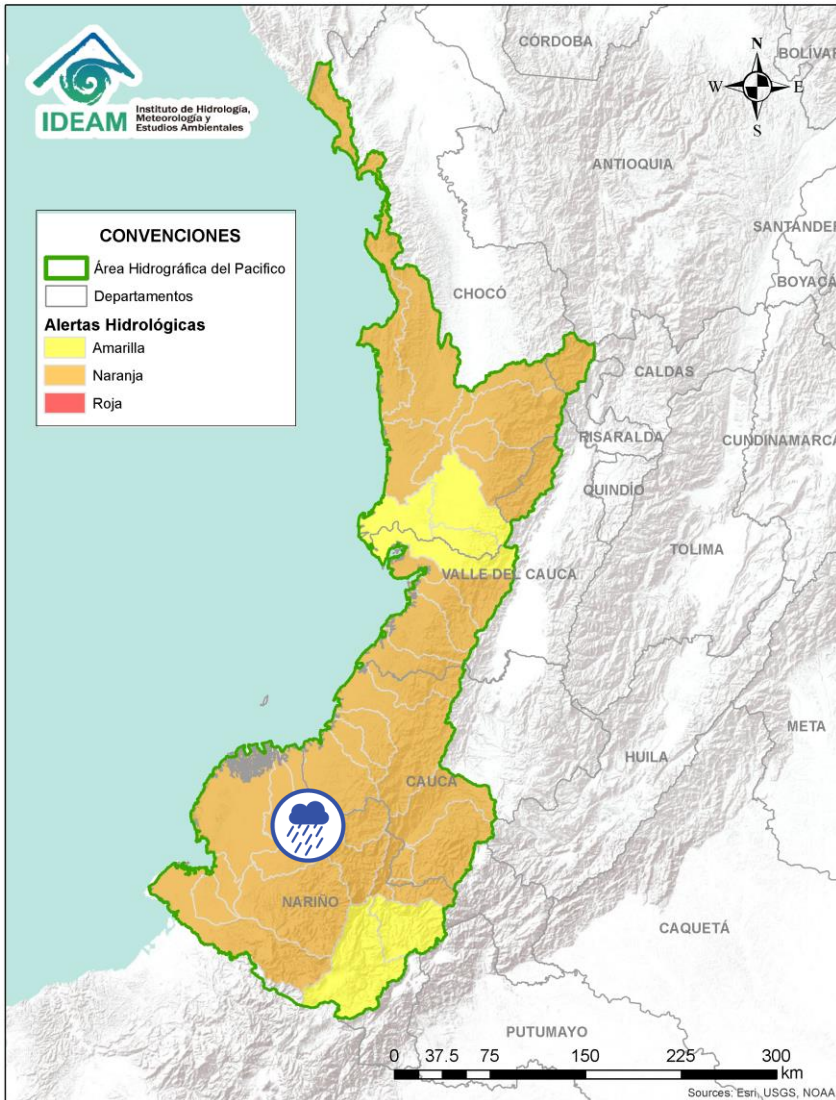 IDEAM
Instituto de Hidrología,
Meteorología y
Estudios Ambientales
CÓRDOBA
BOLÍVAR
N
W
E
S
ANTIOQUIA
SANTANDER
CONVENCIONES
Área Hidrográfica del Pacifico
Departamentos
Alertas Hidrológicas
Amarilla
Naranja
Roja
BOYACÁ
CHOCÓ
CALDAS
RISARALDA
CUNDINAMARCA
QUINDÍO
TOLIMA
VALLE DEL CAUCA
META
HUILA
CAUCA
NARIÑO
CAQUETÁ
PUTUMAYO
0 37.5 75 150 225 300
km
Sources: Esri, USGS, NOAA